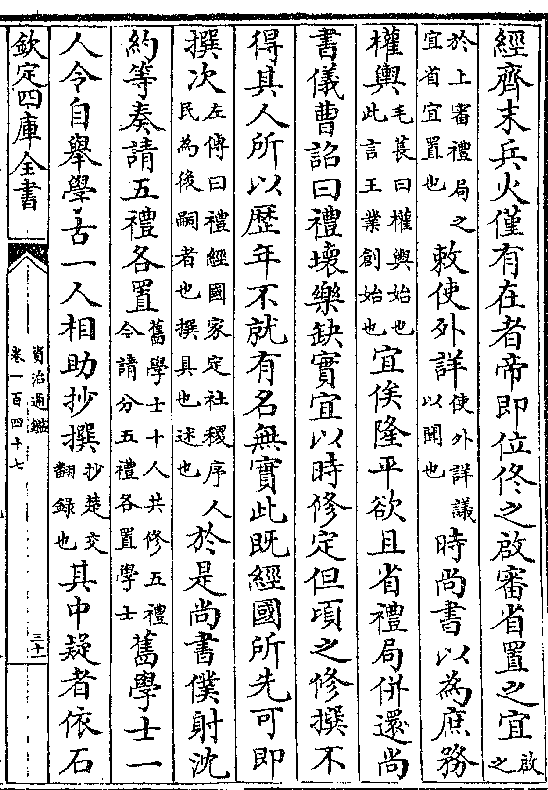 經齊末兵火僅有在者帝即位佟之啟審省置之宜啟之
於上審禮局之宜省宜置也敕使外詳使外詳議以聞也時尚書以為庶務
權輿毛萇曰權輿始也此言王業創始也宜俟隆平欲且省禮局併還尚
書儀曹詔曰禮壞樂缺實宜以時修定但頃之修撰不
得其人所以歷年不就有名無實此既經國所先可即
撰次左傳曰禮經國家定社稷序人民為後嗣者也撰具也述也於是尚書僕射沈
約等奏請五禮各置舊學士十人共修五禮今請分五禮各置學士舊學士一
人令自舉學古一人相助抄撰抄楚交翻録也其中疑者依石
欽定四庫全書
資治通鑑
卷一百四十七
三十一